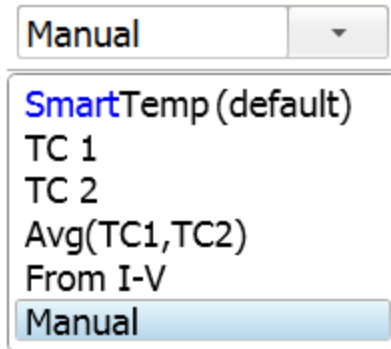 Manual
SmartTemp (default)
TC 1
TC 2
Avg(TC1,TC2)
From I-V
Manual